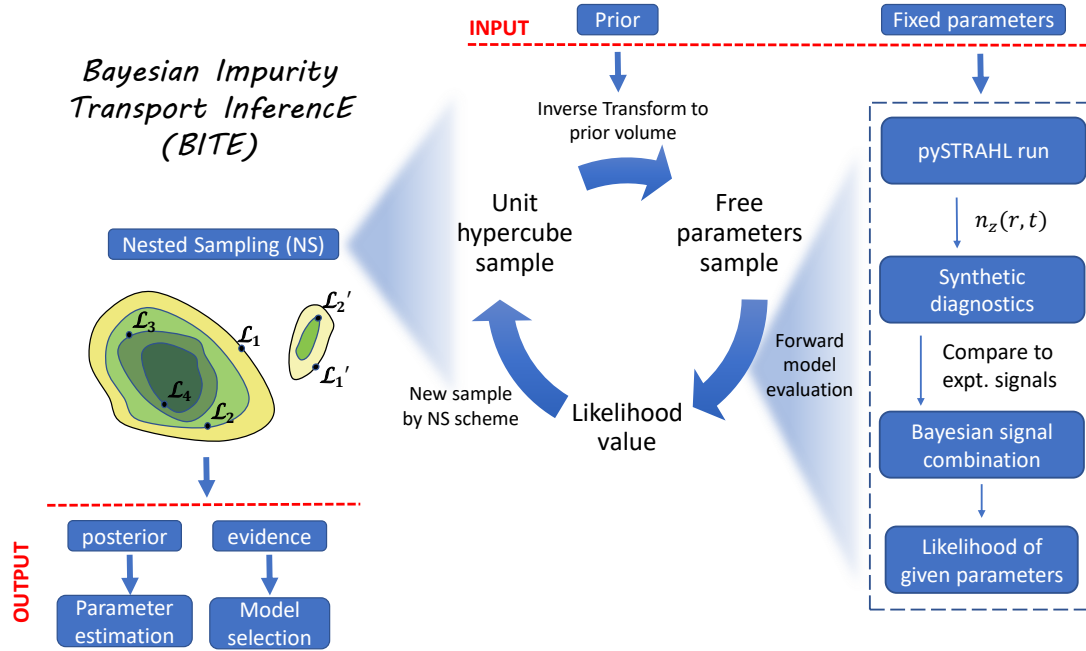 INPUT
Prior
Fixed parameters
Bayesian Impurity
Transport InferencE
(BITE)
Inverse Transform to
prior volume
Unit
hypercube
sample
Free
parameters
sample
Likelihood
value
New sample
by NS scheme
Forward
model
evaluation
Nested Sampling (NS)
ℒ₃
ℒ₁
ℒ₄
ℒ₂
ℒ₂′
ℒ₁′
pySTRAHL run
n_z(r, t)
Synthetic
diagnostics
Compare to
expt. signals
Bayesian signal
combination
Likelihood of
given parameters
OUTPUT
posterior
evidence
Parameter
estimation
Model
selection